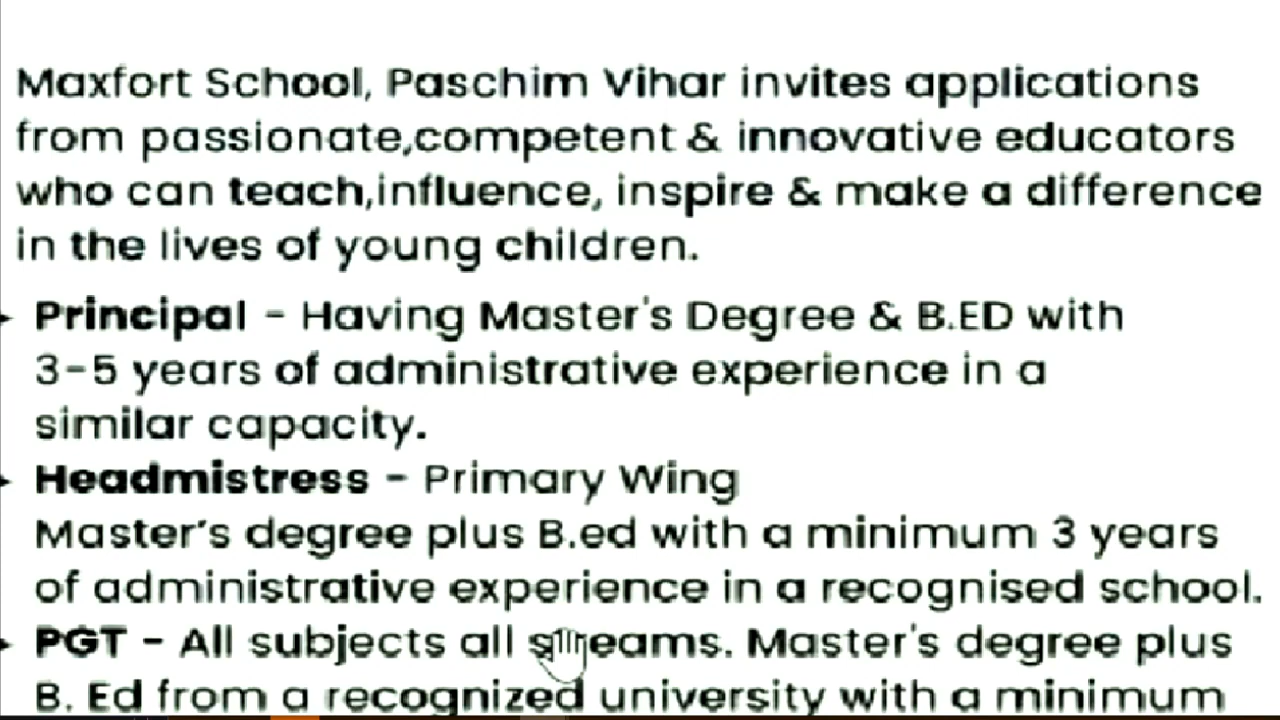 Maxfort School, Paschim Vihar invites applications
from passionate,competent & innovative educators
who can teach,influence, inspire & make a difference
in the lives of young children.
Principal - Having Master's Degree & B.ED with
3-5 years of administrative experience in a
similar capacity.
Headmistress - Primary Wing
Master's degree plus B.ed with a minimum 3 years
of administrative experience in a recognised school.
PGT - All subjects all streams. Master's degree plus
B. Ed from a recognized university with a minimum